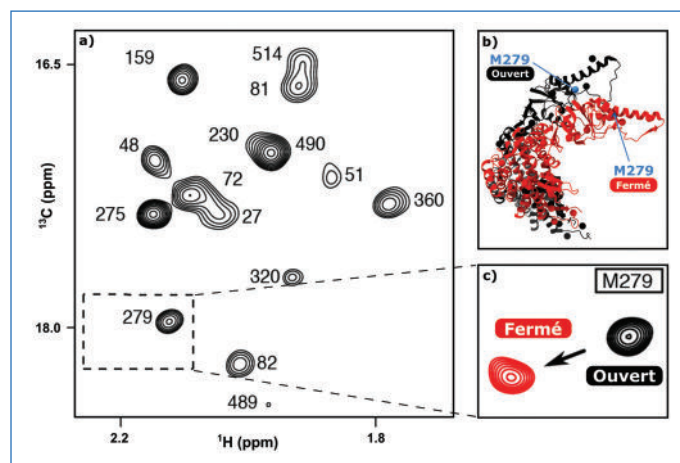 a)
16.5
159
514
81
48
230
490
72
51
275
27
360
¹³C (ppm)
320
279
18.0
82
489
2.2
¹H (ppm)
1.8
b)
M279
Ouvert
M279
Fermé
c)
M279
Fermé
Ouvert